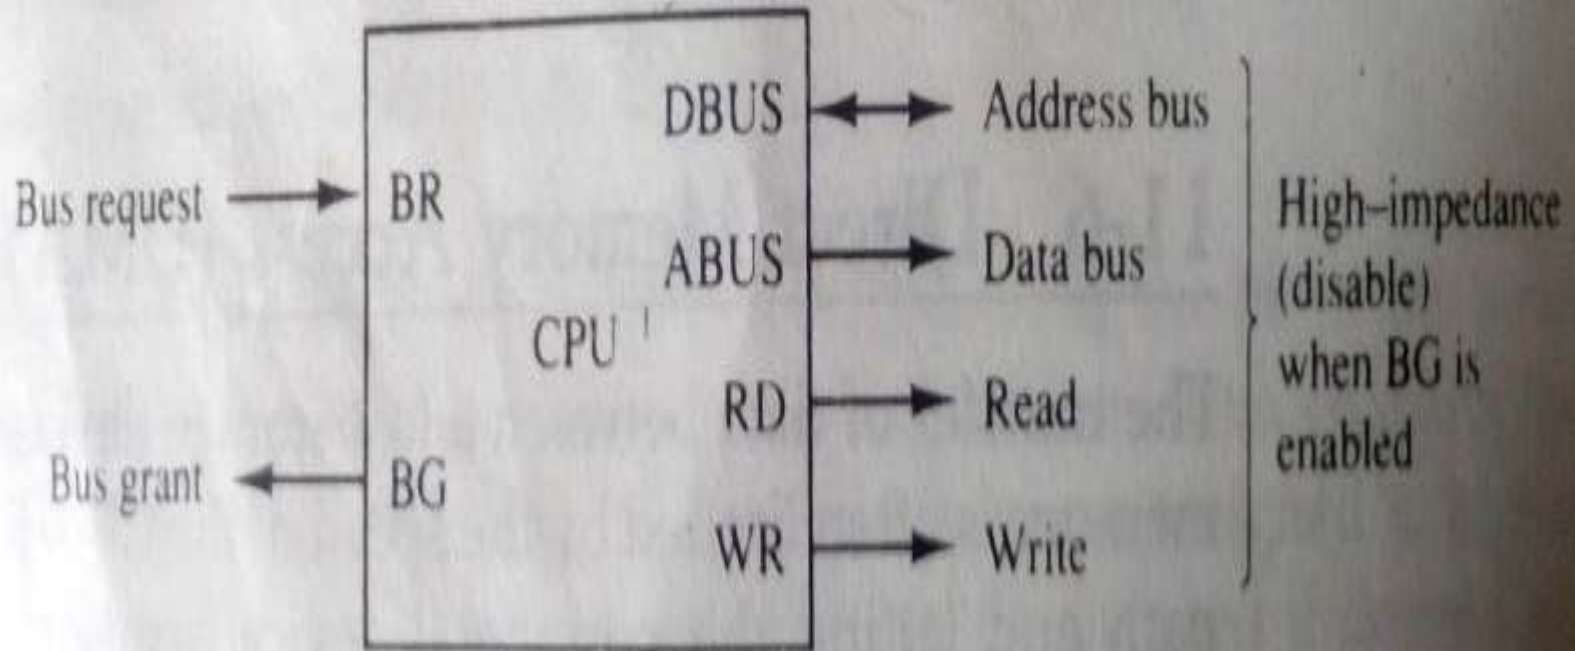 DBUS
Address bus
Bus request
BR
High–impedance
(disable)
when BG is
enabled
ABUS
Data bus
CPU
RD
Read
Bus grant
BG
WR
Write